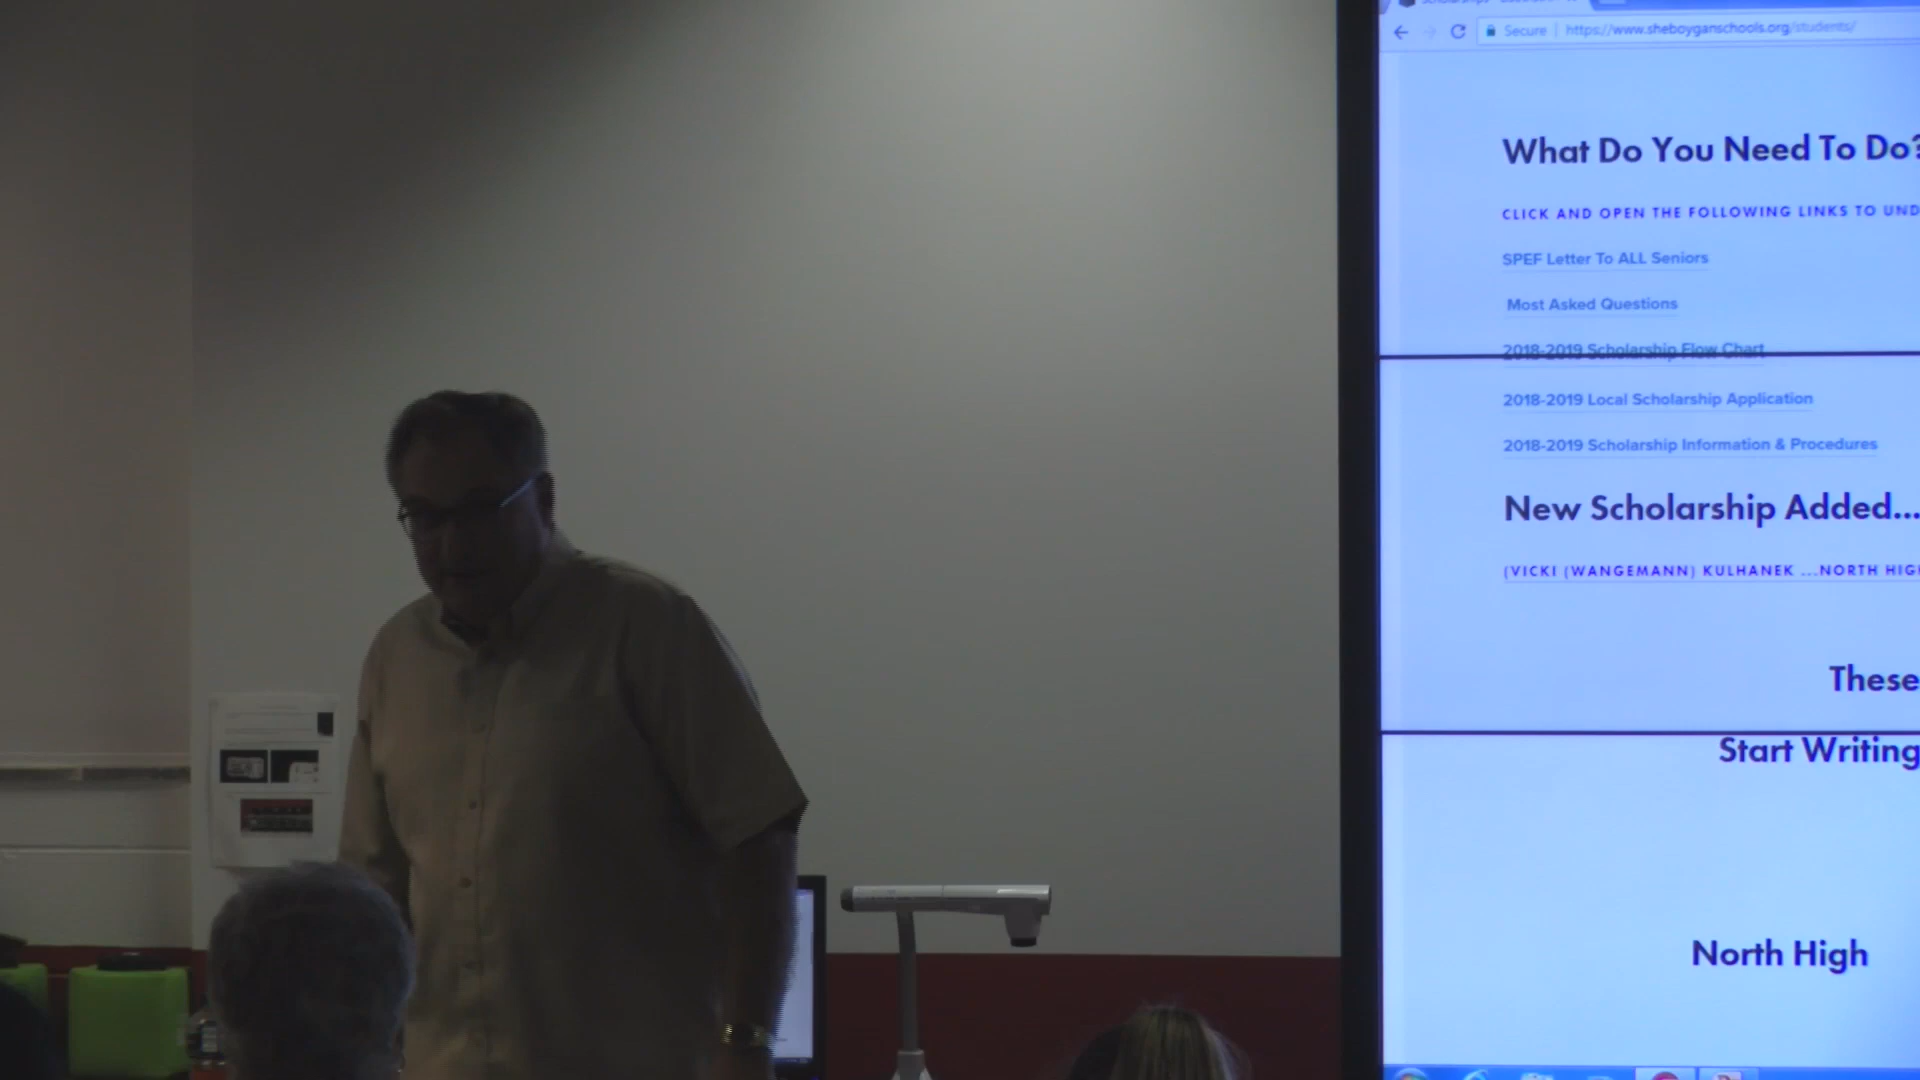 Secure https://www.sheboyganschools.org/students/
What Do You Need To Do?
CLICK AND OPEN THE FOLLOWING LINKS TO UND
SPEF Letter To ALL Seniors
Most Asked Questions
2018-2019 Scholarship Flow Chart
2018-2019 Local Scholarship Application
2018-2019 Scholarship Information & Procedures
New Scholarship Added...
(VICKI (WANGEMANN) KULHANEK ...NORTH HIGH
These
Start Writing
North High